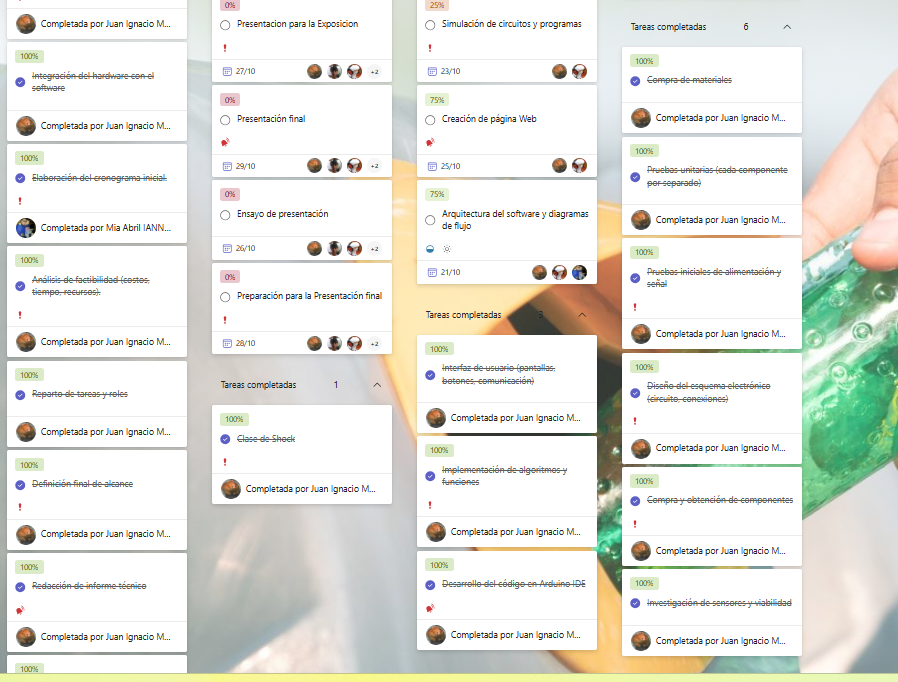 Completada por Juan Ignacio M...
100%
Integración del hardware con el
software
Completada por Juan Ignacio M...
100%
Elaboración del cronograma inicial.
Completada por Mia Abril IANN...
100%
Análisis de factibilidad (costos,
tiempo, recursos).
Completada por Juan Ignacio M...
100%
Reparto de tareas y roles
Completada por Juan Ignacio M...
100%
Definición final de alcance
Completada por Juan Ignacio M...
100%
Redacción de informe técnico
Completada por Juan Ignacio M...
100%
0%
Presentacion para la Exposicion
27/10
+2
0%
Presentación final
29/10
+2
0%
Ensayo de presentación
26/10
+2
0%
Preparación para la Presentación final
28/10
+2
Tareas completadas 1
100%
Clase de Shock
Completada por Juan Ignacio M...
25%
Simulación de circuitos y programas
23/10
75%
Creación de página Web
25/10
75%
Arquitectura del software y diagramas
de flujo
21/10
Tareas completadas 3
100%
Interfaz de usuario (pantallas,
botones, comunicación)
Completada por Juan Ignacio M...
100%
Implementación de algoritmos y
funciones
Completada por Juan Ignacio M...
100%
Desarrollo del código en Arduino IDE
Completada por Juan Ignacio M...
Tareas completadas 6
100%
Compra de materiales
Completada por Juan Ignacio M...
100%
Pruebas unitarias (cada componente
por separado)
Completada por Juan Ignacio M...
100%
Pruebas iniciales de alimentación y
señal
Completada por Juan Ignacio M...
100%
Diseño del esquema electrónico
(circuito, conexiones)
Completada por Juan Ignacio M...
100%
Compra y obtención de componentes
Completada por Juan Ignacio M...
100%
Investigación de sensores y viabilidad
Completada por Juan Ignacio M...